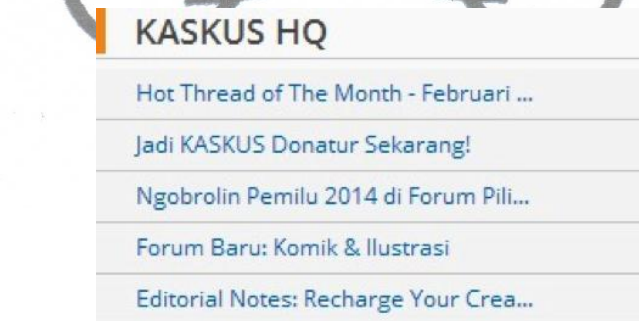 KASKUS HQ
Hot Thread of The Month - Februari ...
Jadi KASKUS Donatur Sekarang!
Ngobrolin Pemilu 2014 di Forum Pili...
Forum Baru: Komik & Ilustrasi
Editorial Notes: Recharge Your Crea...